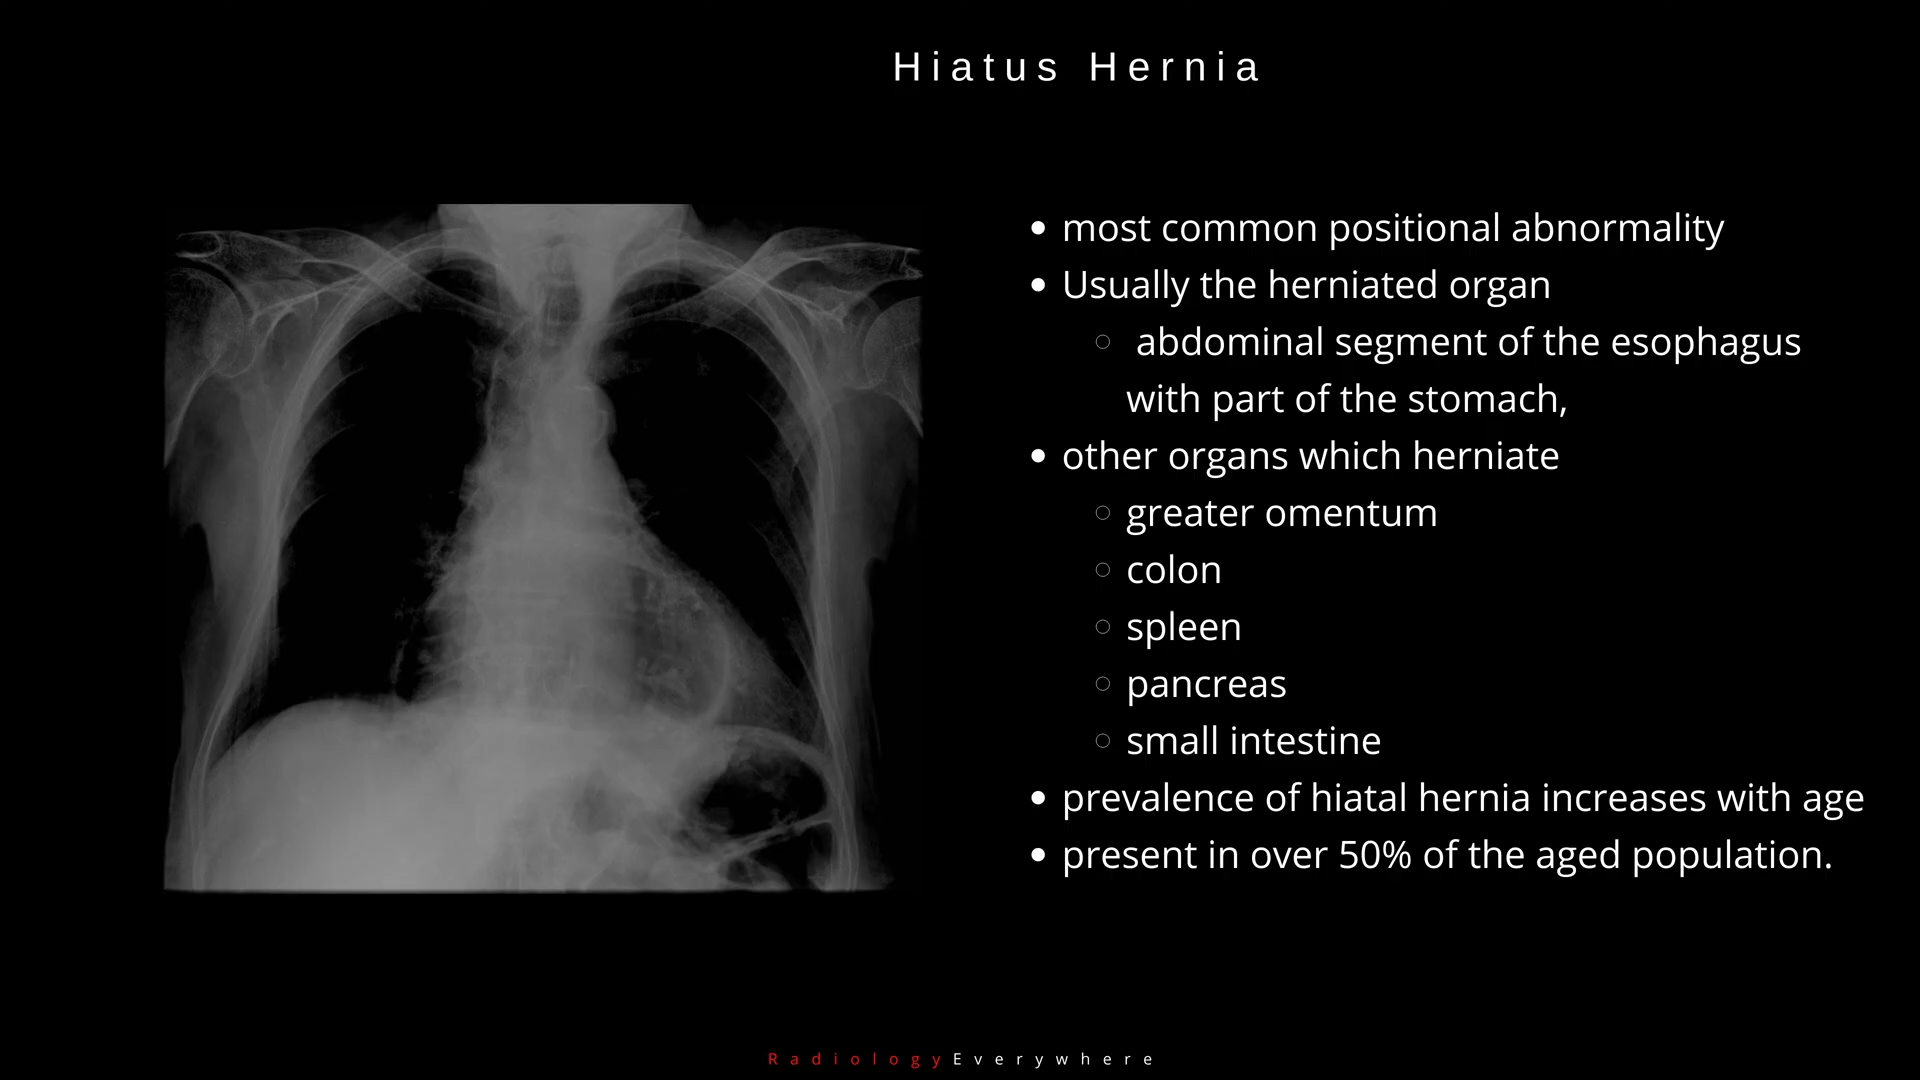 Hiatus Hernia
• most common positional abnormality
• Usually the herniated organ
○ abdominal segment of the esophagus
with part of the stomach,
• other organs which herniate
○ greater omentum
○ colon
○ spleen
○ pancreas
○ small intestine
• prevalence of hiatal hernia increases with age
• present in over 50% of the aged population.
RadiologyEverywhere